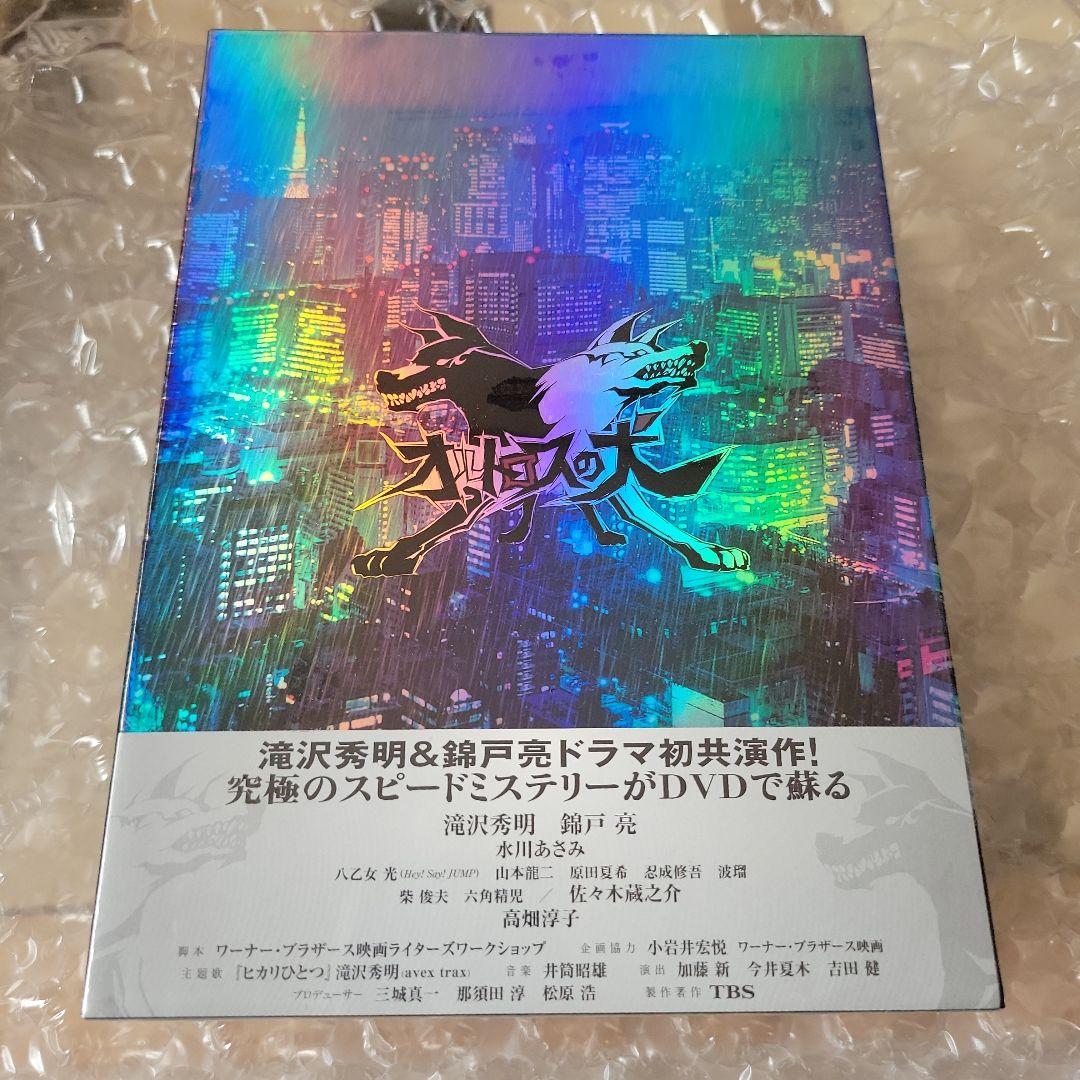 オルトロスの犬
滝沢秀明&錦戸亮ドラマ初共演作!
究極のスピードミステリーがDVDで蘇る
滝沢秀明 錦戸 亮
水川あさみ
八乙女 光(Hey! Say! JUMP) 山本龍二 原田夏希 忍成修吾 波瑠
柴 俊夫 六角精児 / 佐々木蔵之介
高畑淳子
脚本 ワーナー・ブラザース映画ライターズワークショップ 企画協力 小岩井宏悦 ワーナー・ブラザース映画
主題歌 『ヒカリひとつ』滝沢秀明(avex trax) 音楽 井筒昭雄 演出 加藤 新 今井夏木 吉田 健
プロデューサー 三城真一 那須田 淳 松原 浩 製作著作 TBS